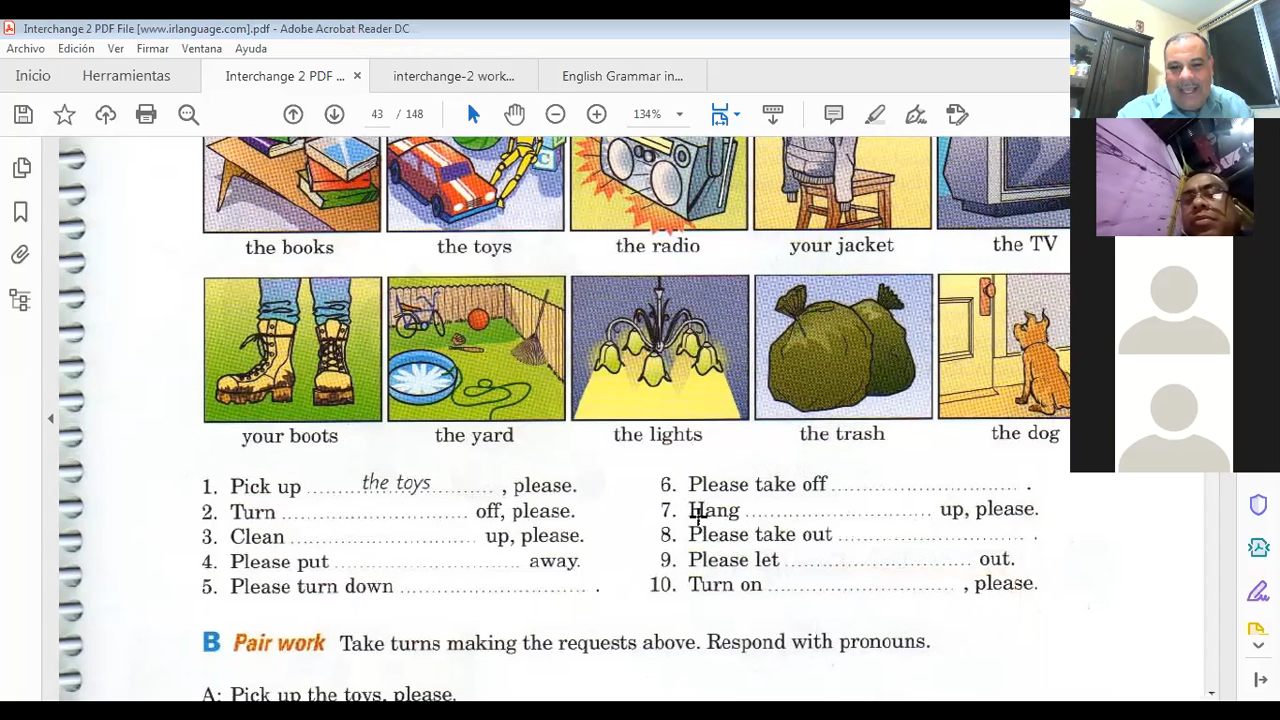 Interchange 2 PDF File [www.irlanguage.com].pdf - Adobe Acrobat Reader DC
Archivo Edición Ver Firmar Ventana Ayuda
Inicio Herramientas Interchange 2 PDF ... × interchange-2 work... English Grammar in...
43 / 148 134%
the books the toys the radio your jacket the TV
your boots the yard the lights the trash the dog
1. Pick up the toys , please.
2. Turn .............................. off, please.
3. Clean .............................. up, please.
4. Please put .............................. away.
5. Please turn down .............................. .
6. Please take off .............................. .
7. Hang .............................. up, please.
8. Please take out .............................. .
9. Please let .............................. out.
10. Turn on .............................. , please.
B Pair work Take turns making the requests above. Respond with pronouns.
A: Pick up the toys, please.